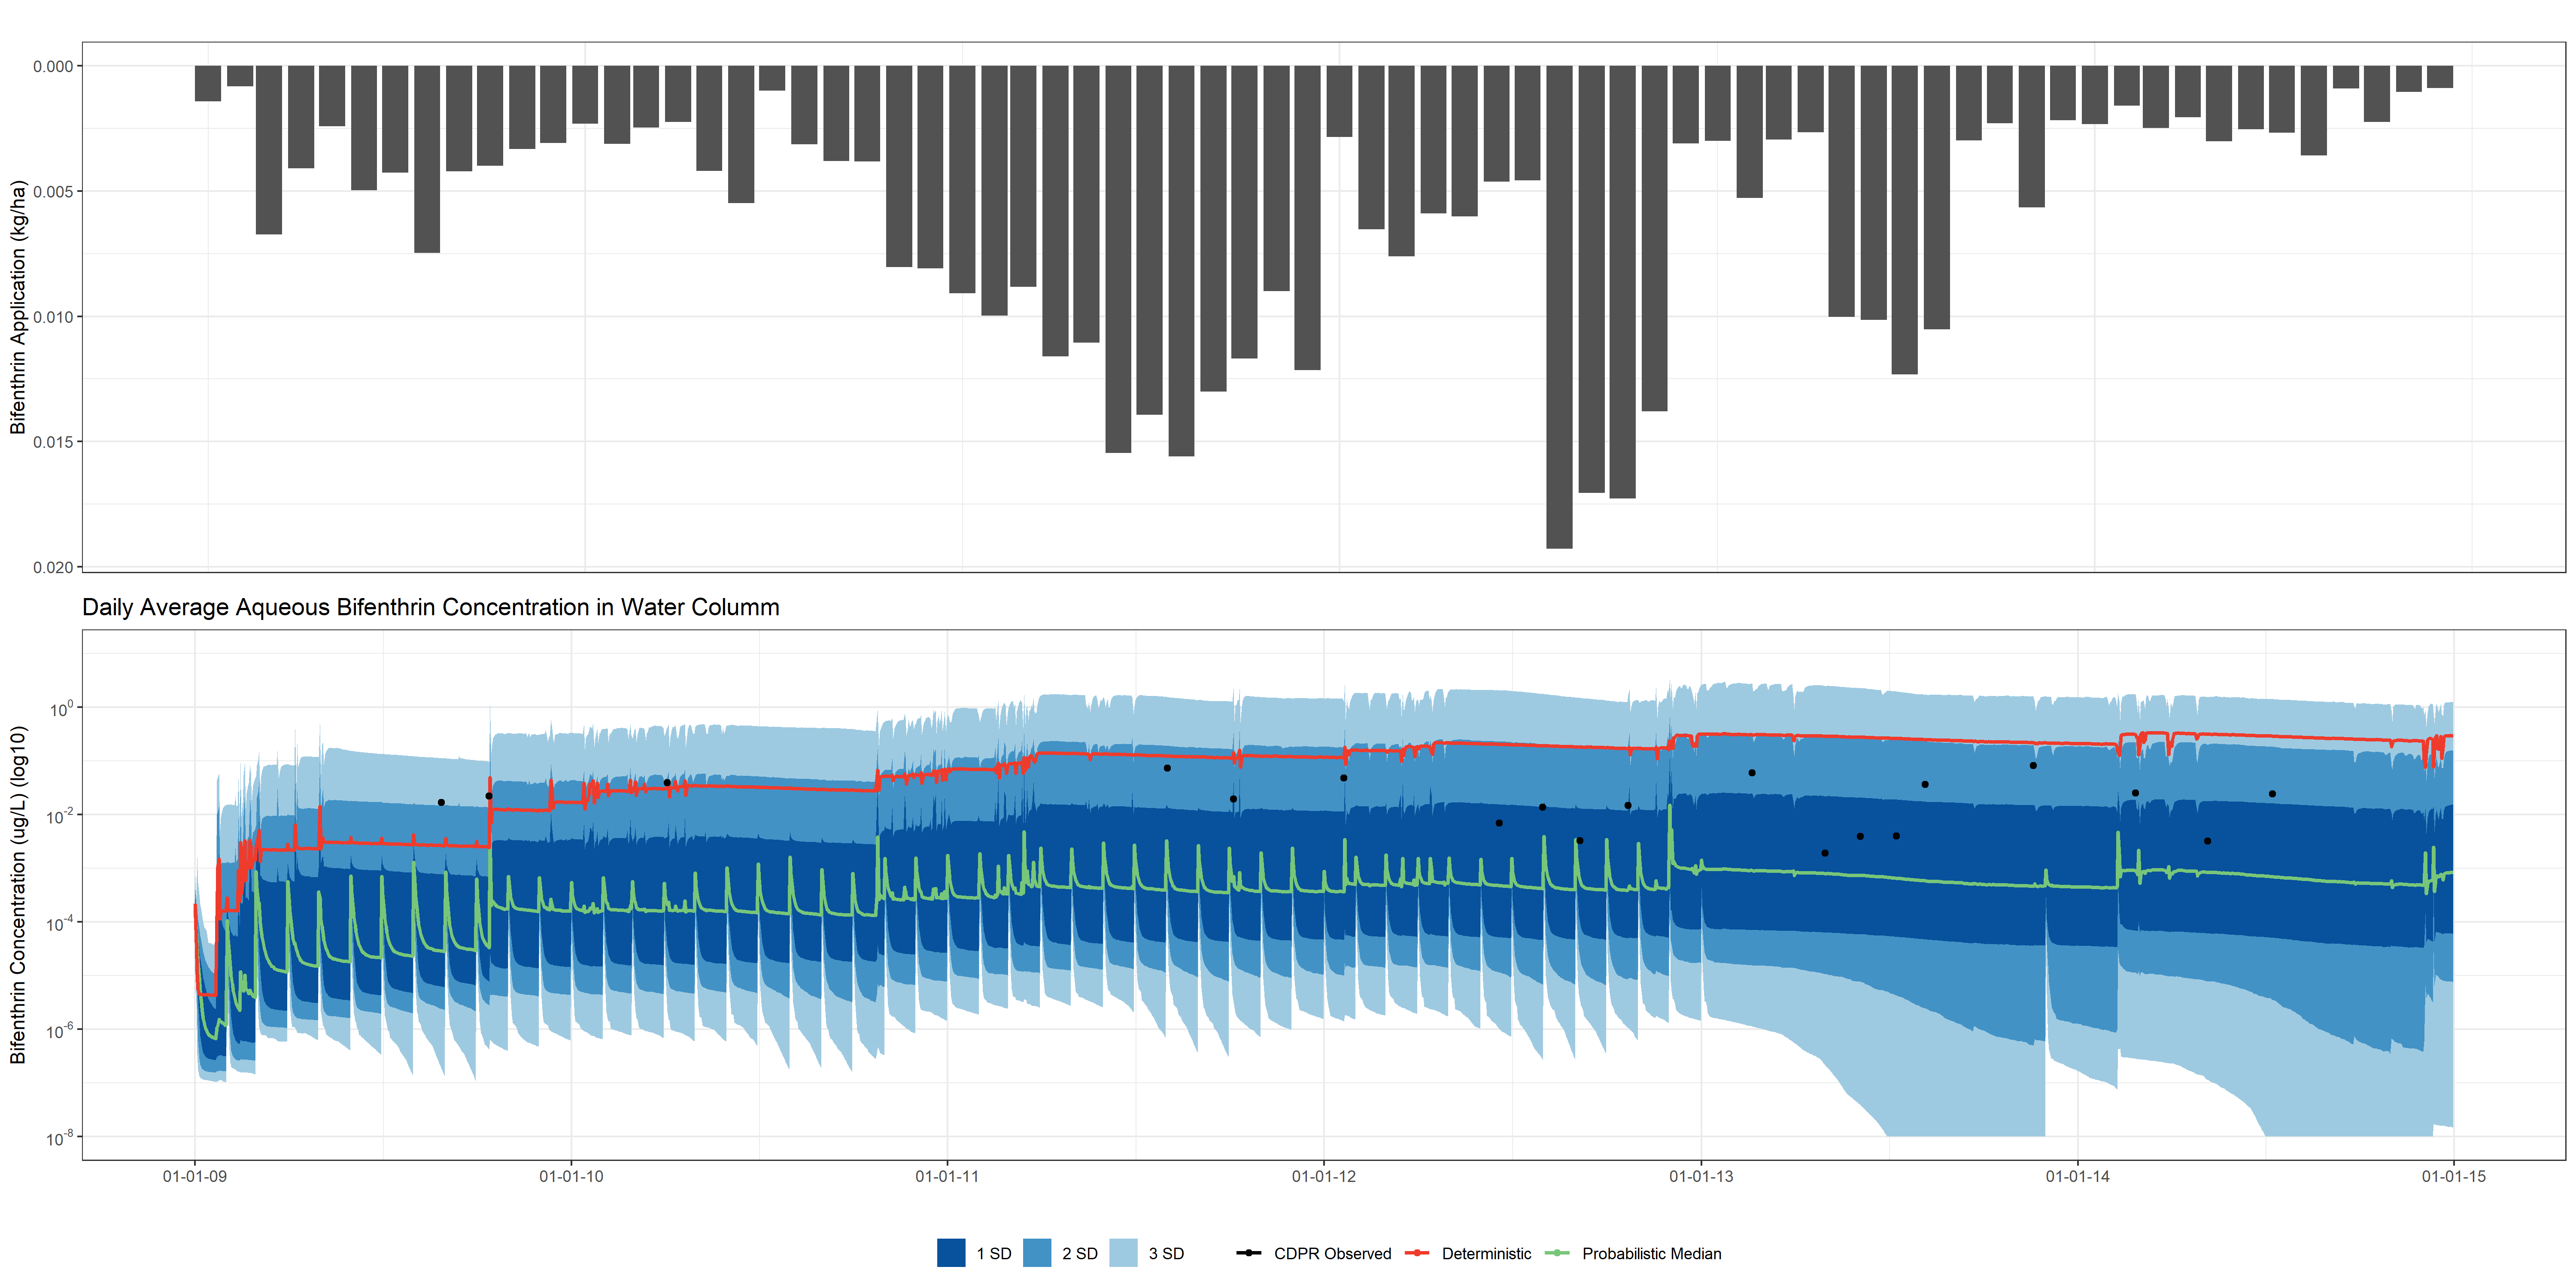 Bifenthrin Application (kg/ha)
0.000
0.005
0.010
0.015
0.020
Daily Average Aqueous Bifenthrin Concentration in Water Columm
Bifenthrin Concentration (ug/L) (log10)
10^0
10^-2
10^-4
10^-6
10^-8
01-01-09 01-01-10 01-01-11 01-01-12 01-01-13 01-01-14 01-01-15
1 SD 2 SD 3 SD CDPR Observed Deterministic Probabilistic Median